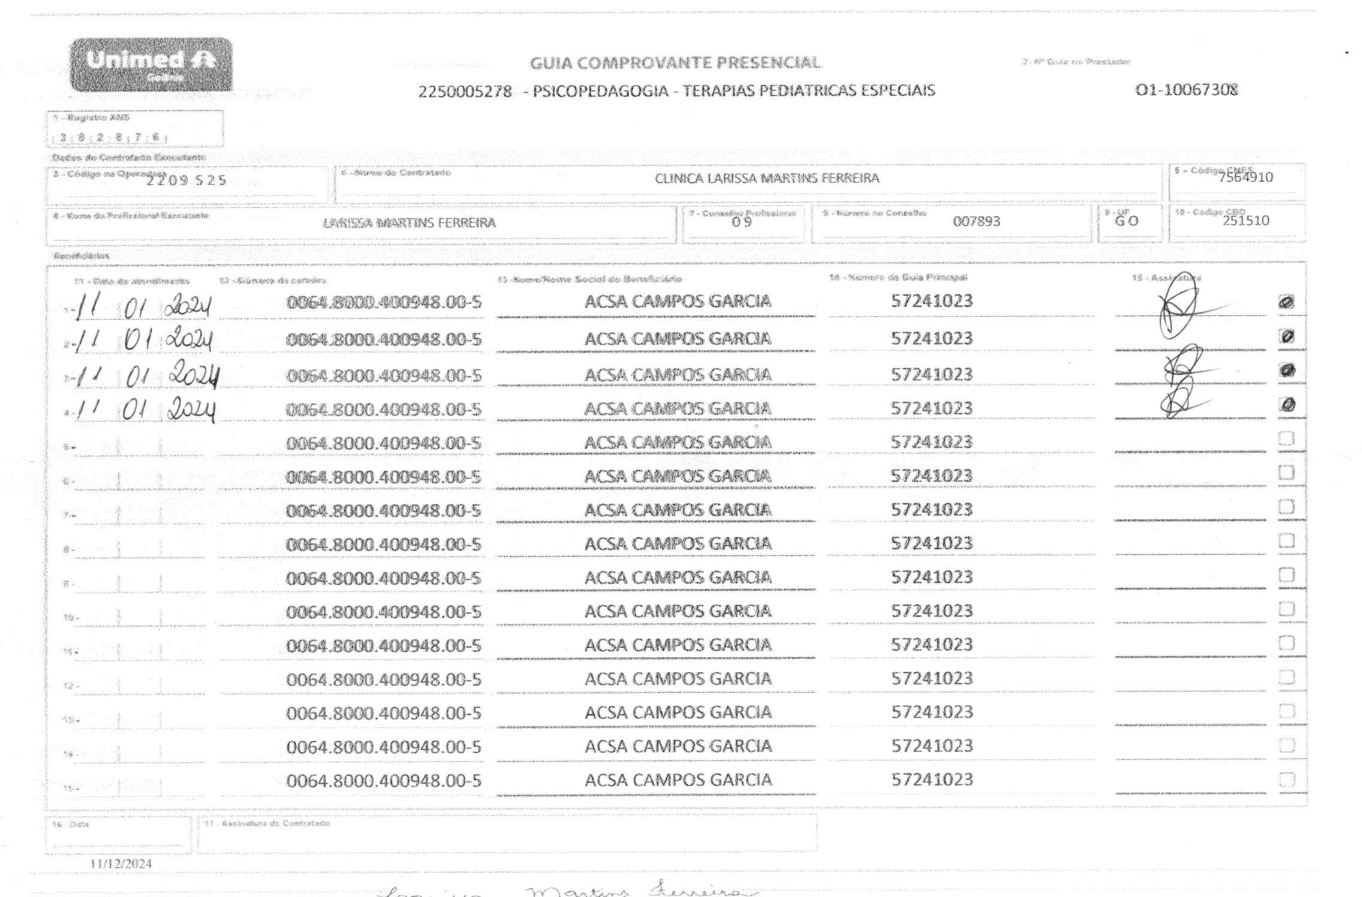 Unimed
Goiânia
GUIA COMPROVANTE PRESENCIAL
2 - Nº Guia no Prestador
2250005278 - PSICOPEDAGOGIA - TERAPIAS PEDIATRICAS ESPECIAIS
O1-10067308
1 - Registro ANS
3 8 2 8 7 6
Dados do Contratado Executante
3 - Código na Operadora
2209 525
4 - Nome do Contratado
CLINICA LARISSA MARTINS FERREIRA
5 - Código CNES
7564910
6 - Nome do Profissional Executante
LARISSA MARTINS FERREIRA
7 - Conselho Profissional
0 9
8 - Número no Conselho
007893
9 - UF
G O
10 - Código CBO
251510
Beneficiários
11 - Data do atendimento 12 - Número da carteira 13 - Nome/Nome Social do Beneficiário 14 - Número da Guia Principal 15 - Assinatura
1 - 11 01 2024 0064.8000.400948.00-5 ACSA CAMPOS GARCIA 57241023
2 - 11 01 2024 0064.8000.400948.00-5 ACSA CAMPOS GARCIA 57241023
3 - 11 01 2024 0064.8000.400948.00-5 ACSA CAMPOS GARCIA 57241023
4 - 11 01 2024 0064.8000.400948.00-5 ACSA CAMPOS GARCIA 57241023
5 - 0064.8000.400948.00-5 ACSA CAMPOS GARCIA 57241023
6 - 0064.8000.400948.00-5 ACSA CAMPOS GARCIA 57241023
7 - 0064.8000.400948.00-5 ACSA CAMPOS GARCIA 57241023
8 - 0064.8000.400948.00-5 ACSA CAMPOS GARCIA 57241023
9 - 0064.8000.400948.00-5 ACSA CAMPOS GARCIA 57241023
10 - 0064.8000.400948.00-5 ACSA CAMPOS GARCIA 57241023
11 - 0064.8000.400948.00-5 ACSA CAMPOS GARCIA 57241023
12 - 0064.8000.400948.00-5 ACSA CAMPOS GARCIA 57241023
13 - 0064.8000.400948.00-5 ACSA CAMPOS GARCIA 57241023
14 - 0064.8000.400948.00-5 ACSA CAMPOS GARCIA 57241023
15 - 0064.8000.400948.00-5 ACSA CAMPOS GARCIA 57241023
16 - Data
17 - Assinatura do Contratado
11/12/2024
Larissa Martins Ferreira